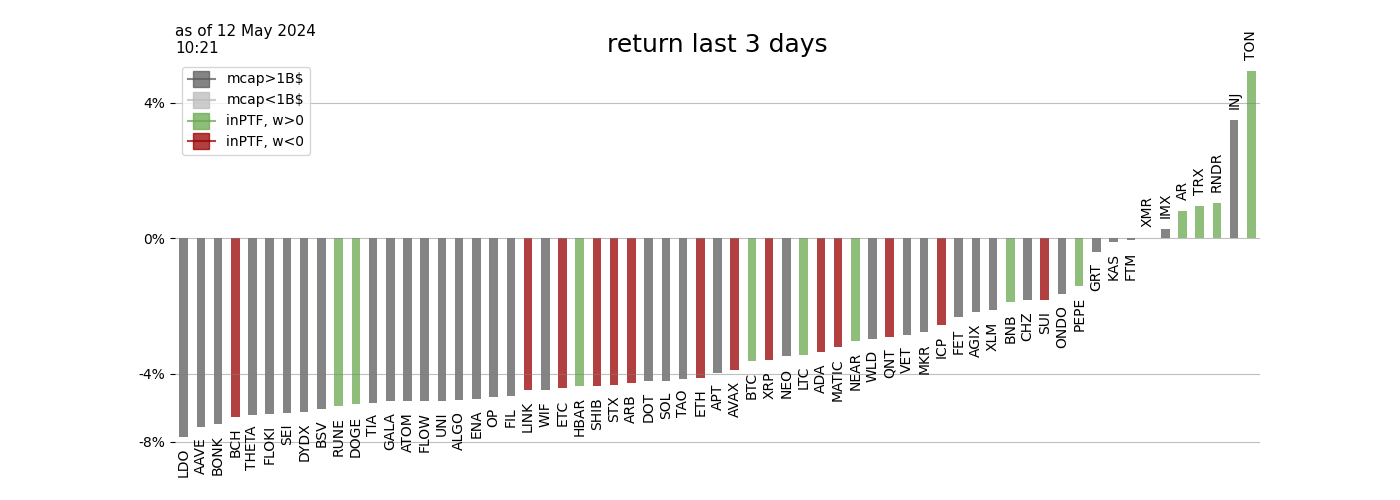 as of 12 May 2024
10:21
return last 3 days
mcap>1B$
mcap<1B$
inPTF, w>0
inPTF, w<0
4%
0%
-4%
-8%
LDO
AAVE
BONK
BCH
THETA
FLOKI
SEI
DYDX
BSV
RUNE
DOGE
TIA
GALA
ATOM
FLOW
UNI
ALGO
ENA
OP
FIL
LINK
WIF
ETC
HBAR
SHIB
STX
ARB
DOT
SOL
TAO
ETH
APT
AVAX
BTC
XRP
NEO
LTC
ADA
MATIC
NEAR
WLD
QNT
VET
MKR
ICP
FET
AGIX
XLM
BNB
CHZ
SUI
ONDO
PEPE
GRT
KAS
FTM
XMR
IMX
AR
TRX
RNDR
INJ
TON